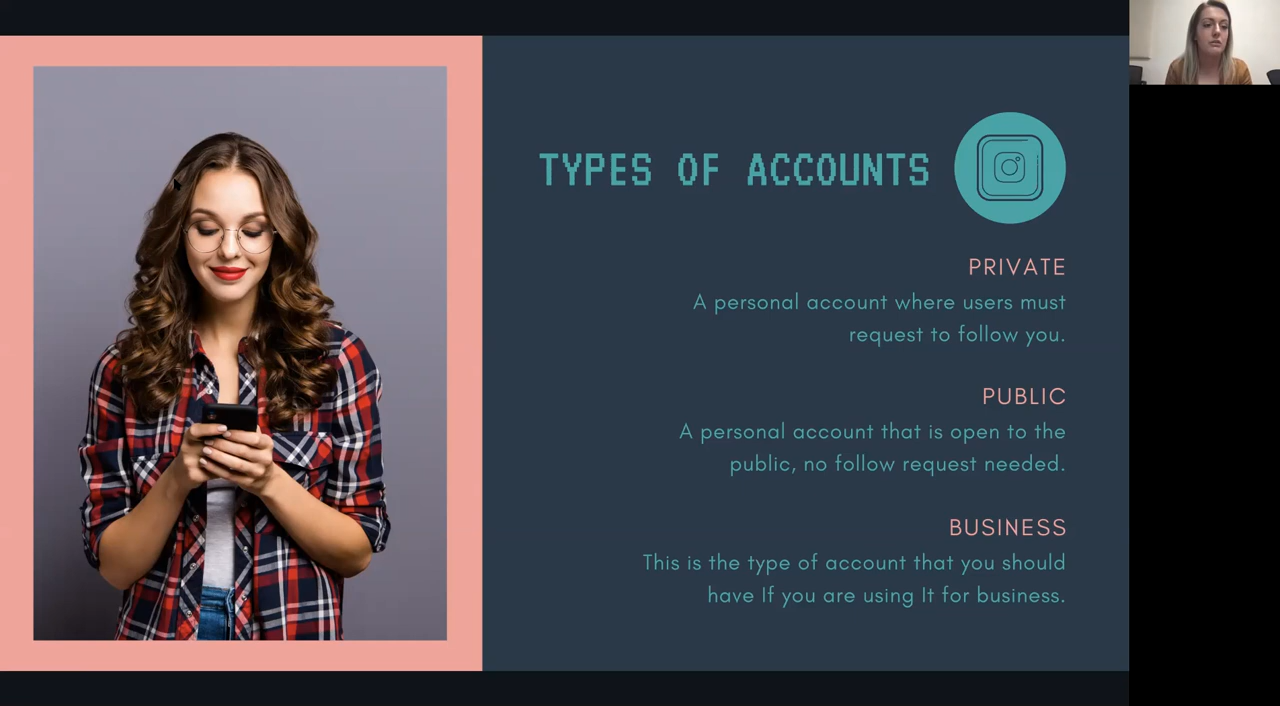 TYPES OF ACCOUNTS
PRIVATE
A personal account where users must
request to follow you.
PUBLIC
A personal account that is open to the
public, no follow request needed.
BUSINESS
This is the type of account that you should
have If you are using It for business.